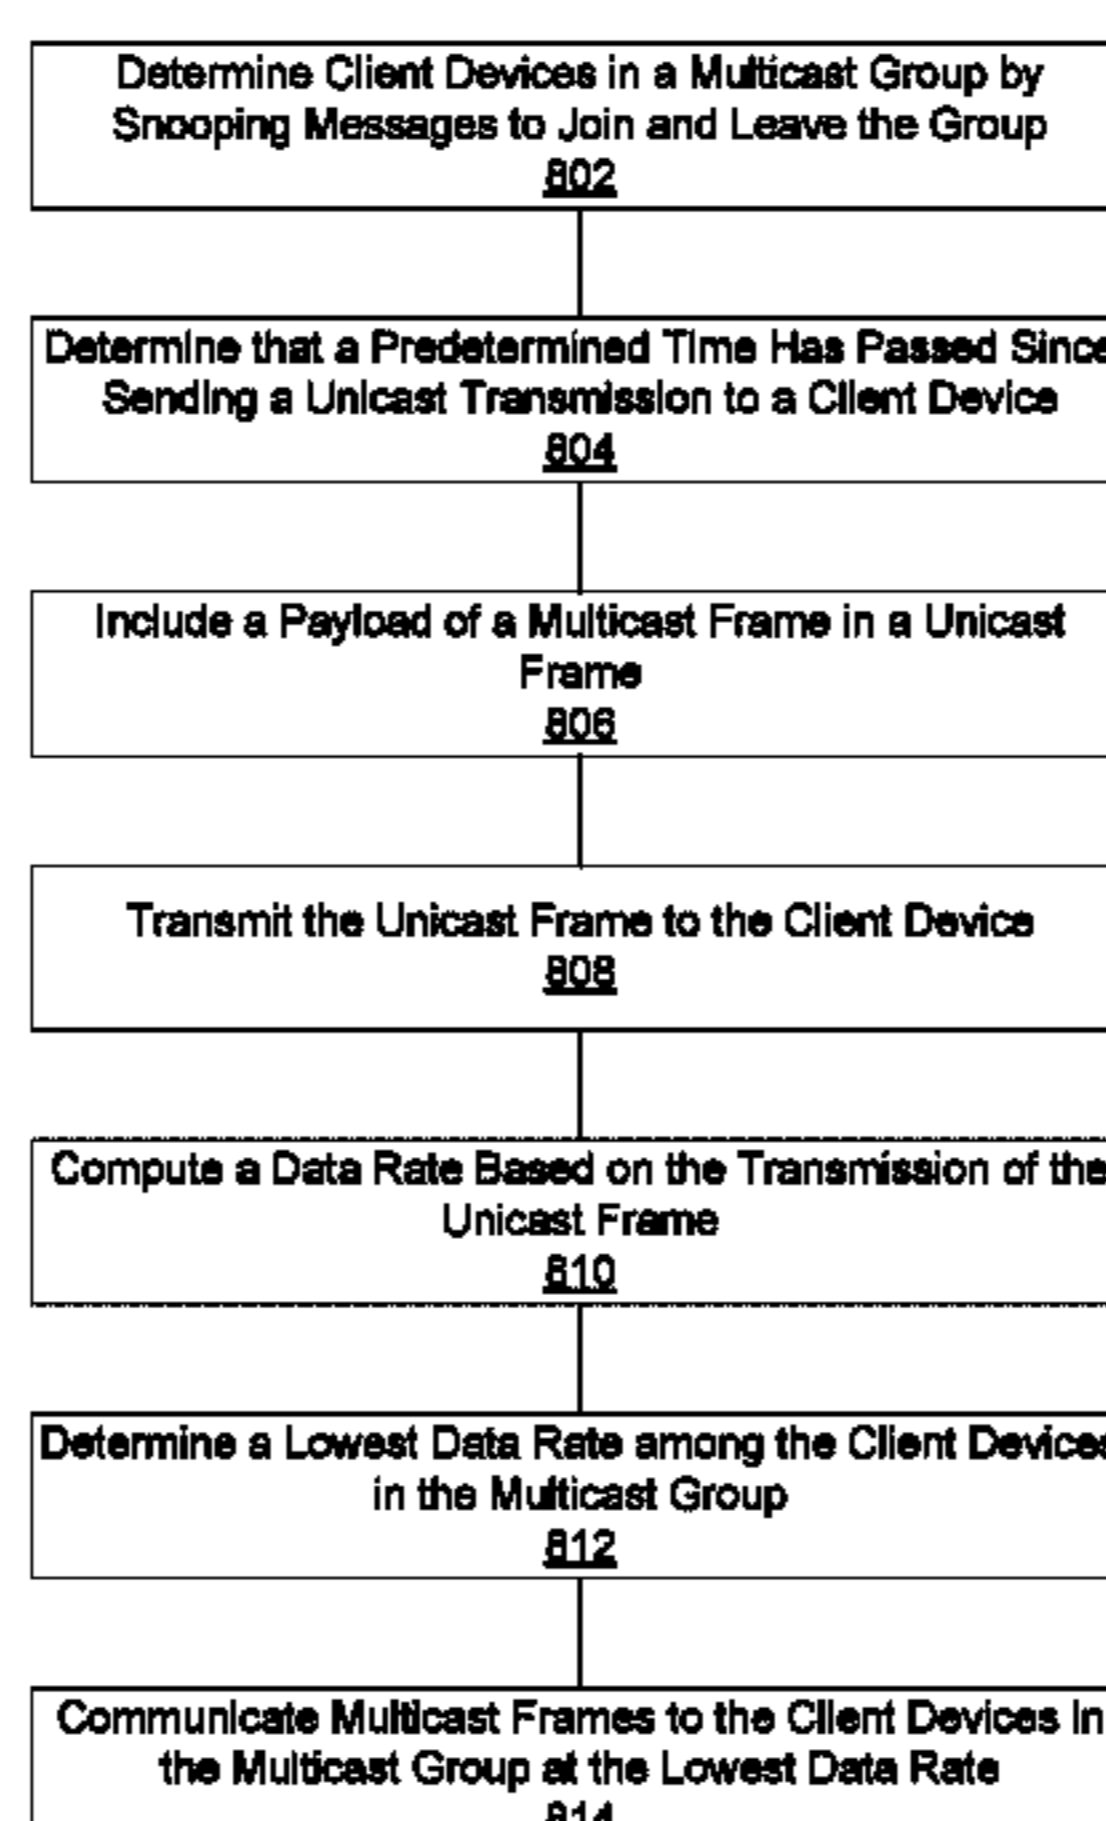 Determine Client Devices in a Multicast Group by
Snooping Messages to Join and Leave the Group
802
Determine that a Predetermined Time Has Passed Since
Sending a Unicast Transmission to a Client Device
804
Include a Payload of a Multicast Frame in a Unicast
Frame
806
Transmit the Unicast Frame to the Client Device
808
Compute a Data Rate Based on the Transmission of the
Unicast Frame
810
Determine a Lowest Data Rate among the Client Devices
in the Multicast Group
812
Communicate Multicast Frames to the Client Devices in
the Multicast Group at the Lowest Data Rate
814